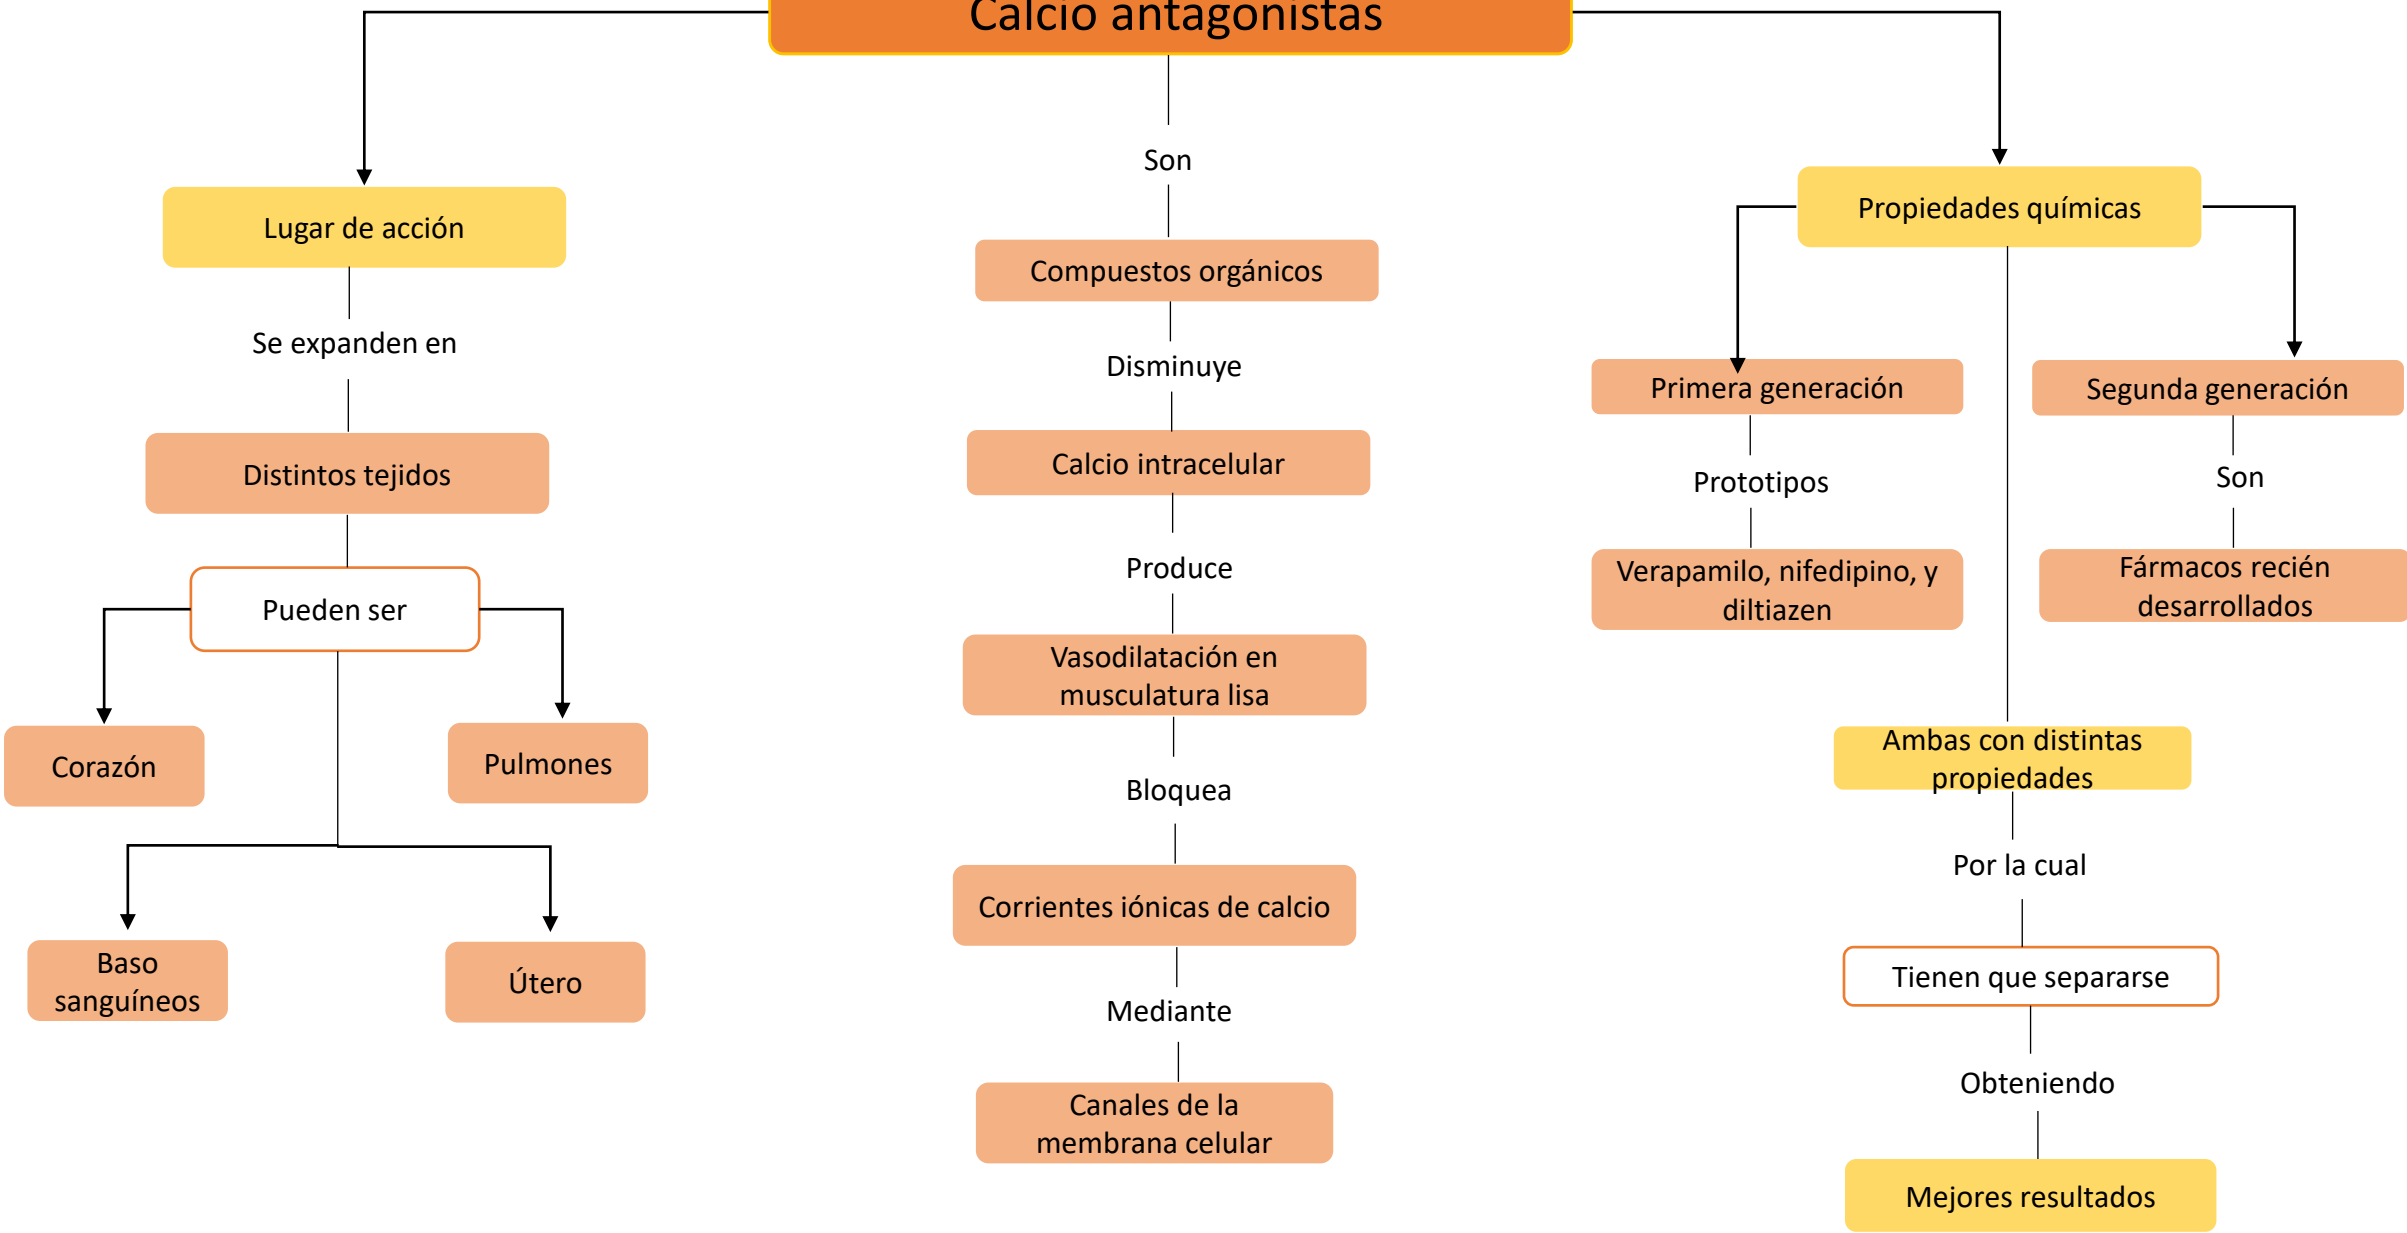 Calcio antagonistas
Lugar de acción
Se expanden en
Distintos tejidos
Pueden ser
Corazón
Pulmones
Baso
sanguíneos
Útero
Son
Compuestos orgánicos
Disminuye
Calcio intracelular
Produce
Vasodilatación en
musculatura lisa
Bloquea
Corrientes iónicas de calcio
Mediante
Canales de la
membrana celular
Propiedades químicas
Primera generación
Prototipos
Verapamilo, nifedipino, y
diltiazen
Segunda generación
Son
Fármacos recién
desarrollados
Ambas con distintas
propiedades
Por la cual
Tienen que separarse
Obteniendo
Mejores resultados